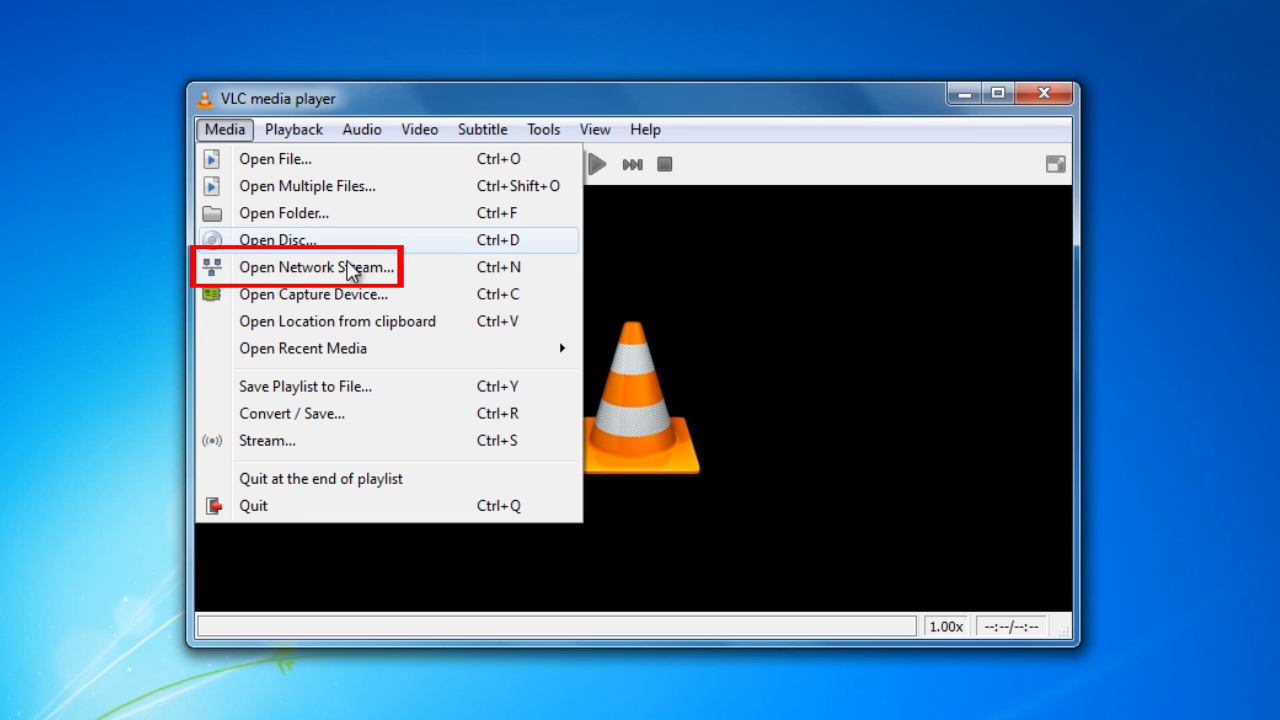 VLC media player
Media Playback Audio Video Subtitle Tools View Help
Open File... Ctrl+O
Open Multiple Files... Ctrl+Shift+O
Open Folder... Ctrl+F
Open Disc... Ctrl+D
Open Network Stream... Ctrl+N
Open Capture Device... Ctrl+C
Open Location from clipboard Ctrl+V
Open Recent Media
Save Playlist to File... Ctrl+Y
Convert / Save... Ctrl+R
Stream... Ctrl+S
Quit at the end of playlist
Quit Ctrl+Q
1.00x --:--/--:--